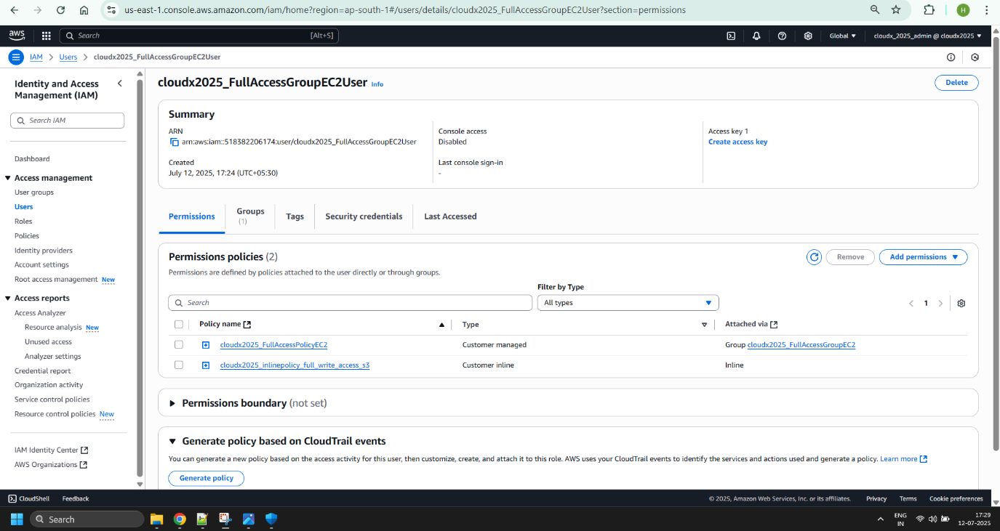 us-east-1.console.aws.amazon.com/iam/home?region=ap-south-1#/users/details/cloudx2025_FullAccessGroupEC2User?section=permissions
H
aws
Search
[Alt+S]
Global
cloudx_2025_admin @ cloudx2025
IAM
Users
cloudx2025_FullAccessGroupEC2User
Identity and Access
Management (IAM)
Search IAM
Dashboard
Access management
User groups
Users
Roles
Policies
Identity providers
Account settings
Root access management New
Access reports
Access Analyzer
Resource analysis New
Unused access
Analyzer settings
Credential report
Organization activity
Service control policies
Resource control policies New
IAM Identity Center
AWS Organizations
cloudx2025_FullAccessGroupEC2User Info
Delete
Summary
ARN
arn:aws:iam::518382206174:user/cloudx2025_FullAccessGroupEC2User
Created
July 12, 2025, 17:24 (UTC+05:30)
Console access
Disabled
Last console sign-in
-
Access key 1
Create access key
Permissions
Groups
(1)
Tags
Security credentials
Last Accessed
Permissions policies (2)
Remove
Add permissions
Permissions are defined by policies attached to the user directly or through groups.
Filter by Type
Search
All types
1
Policy name
Type
Attached via
cloudx2025_FullAccessPolicyEC2
Customer managed
Group cloudx2025_FullAccessGroupEC2
cloudx2025_inlinepolicy_full_write_access_s3
Customer inline
Inline
Permissions boundary (not set)
Generate policy based on CloudTrail events
You can generate a new policy based on the access activity for this user, then customize, create, and attach it to this role. AWS uses your CloudTrail events to identify the services and actions used and generate a policy. Learn more
Generate policy
CloudShell
Feedback
© 2025, Amazon Web Services, Inc. or its affiliates.
Privacy
Terms
Cookie preferences
Search
ENG
IN
17:29
12-07-2025